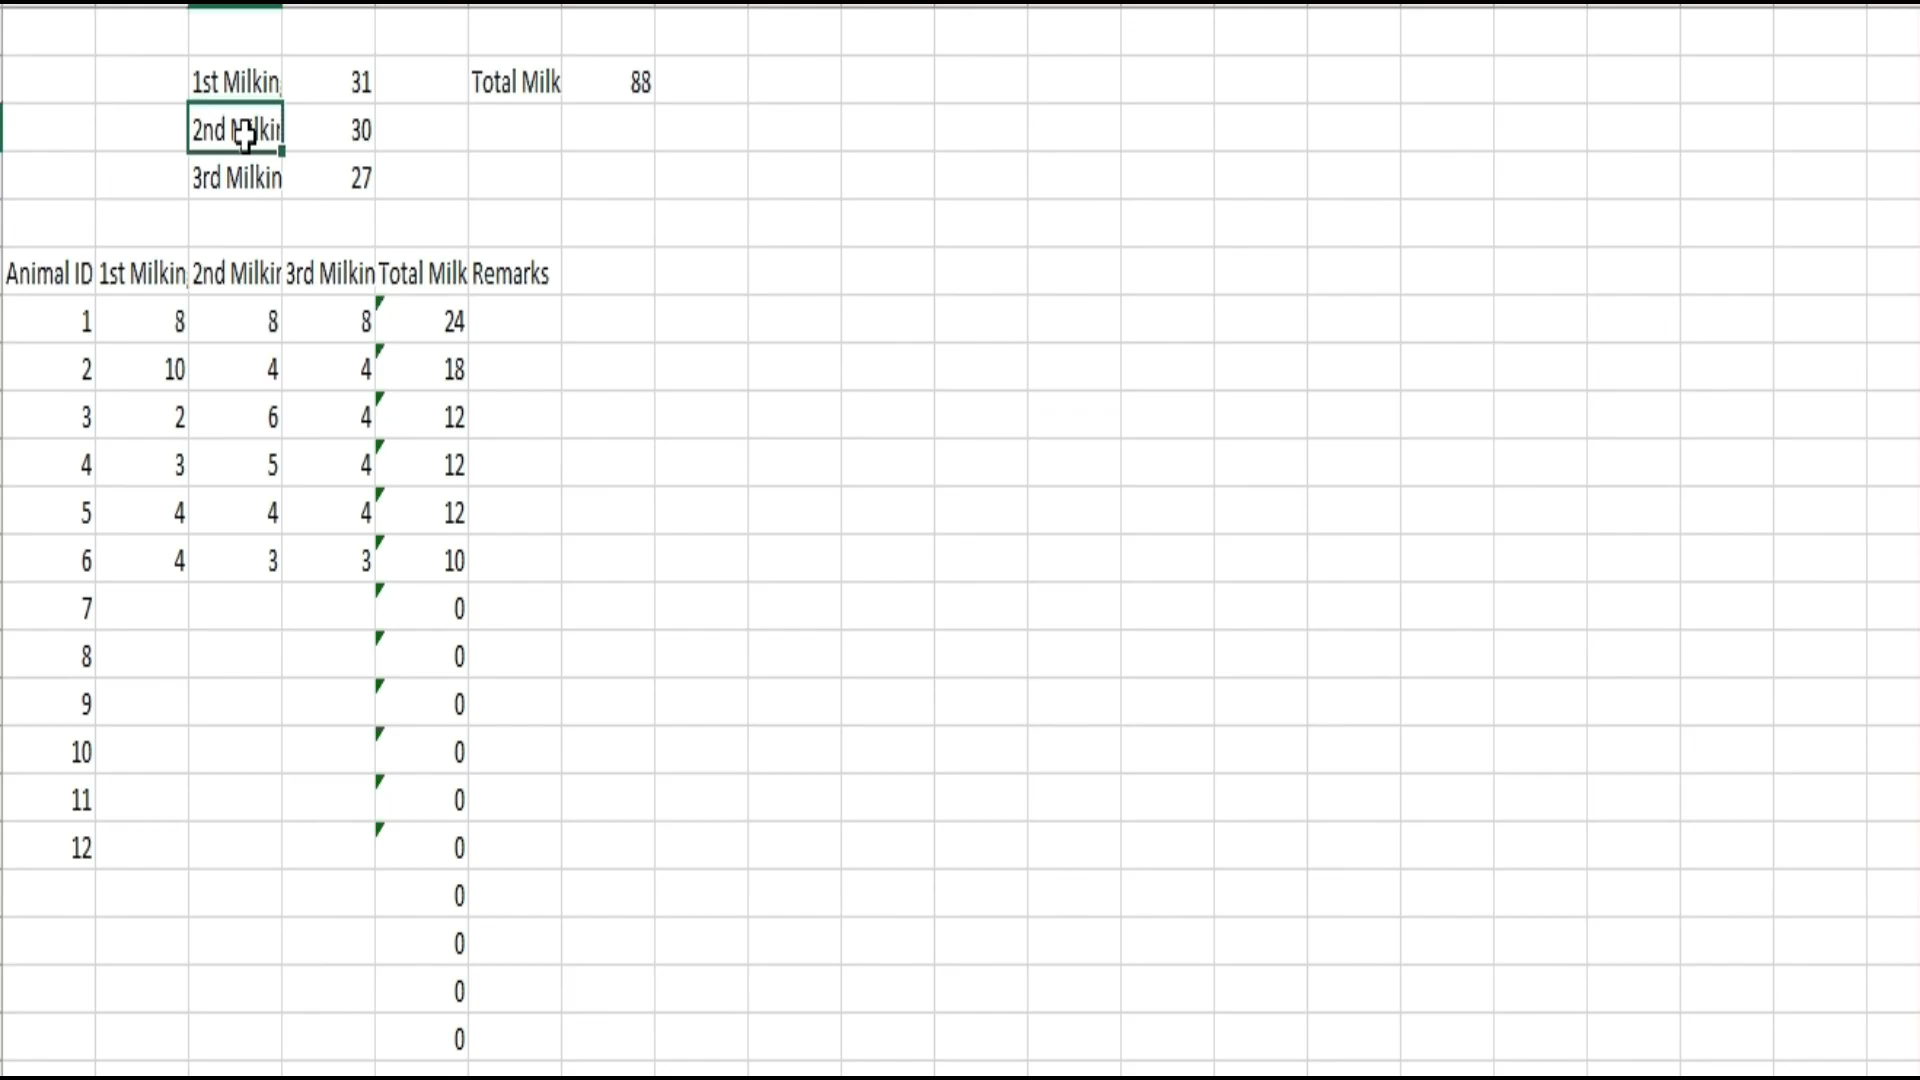 1st Milkin 31 Total Milk 88
2nd Milkin 30
3rd Milkin 27
Animal ID 1st Milkin 2nd Milkin 3rd Milkin Total Milk Remarks
1 8 8 8 24
2 10 4 4 18
3 2 6 4 12
4 3 5 4 12
5 4 4 4 12
6 4 3 3 10
7 0
8 0
9 0
10 0
11 0
12 0
0
0
0
0